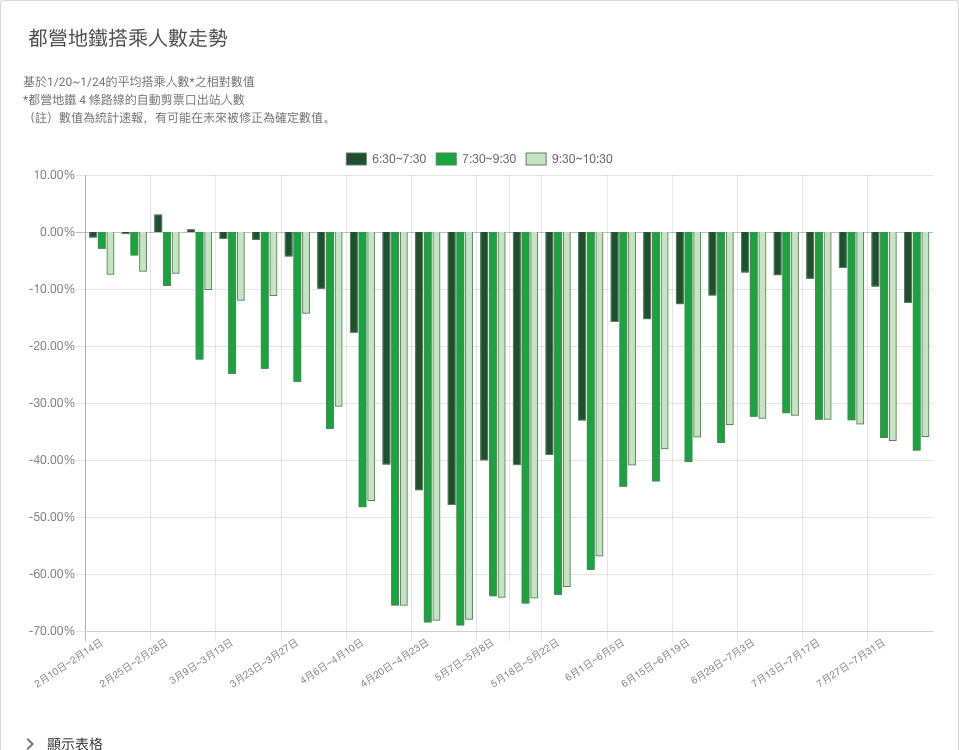 都營地鐵搭乘人數走勢
基於1/20~1/24的平均搭乘人數*之相對數值
*都營地鐵 4 條路線的自動剪票口出站人數
（註）數值為統計速報，有可能在未來被修正為確定數值。
6:30~7:30 7:30~9:30 9:30~10:30
10.00%
0.00%
-10.00%
-20.00%
-30.00%
-40.00%
-50.00%
-60.00%
-70.00%
2月10日~2月14日 2月25日~2月28日 3月9日~3月13日 3月23日~3月27日 4月6日~4月10日 4月20日~4月23日 5月7日~5月8日 5月18日~5月22日 6月1日~6月5日 6月15日~6月19日 6月29日~7月3日 7月13日~7月17日 7月27日~7月31日
顯示表格